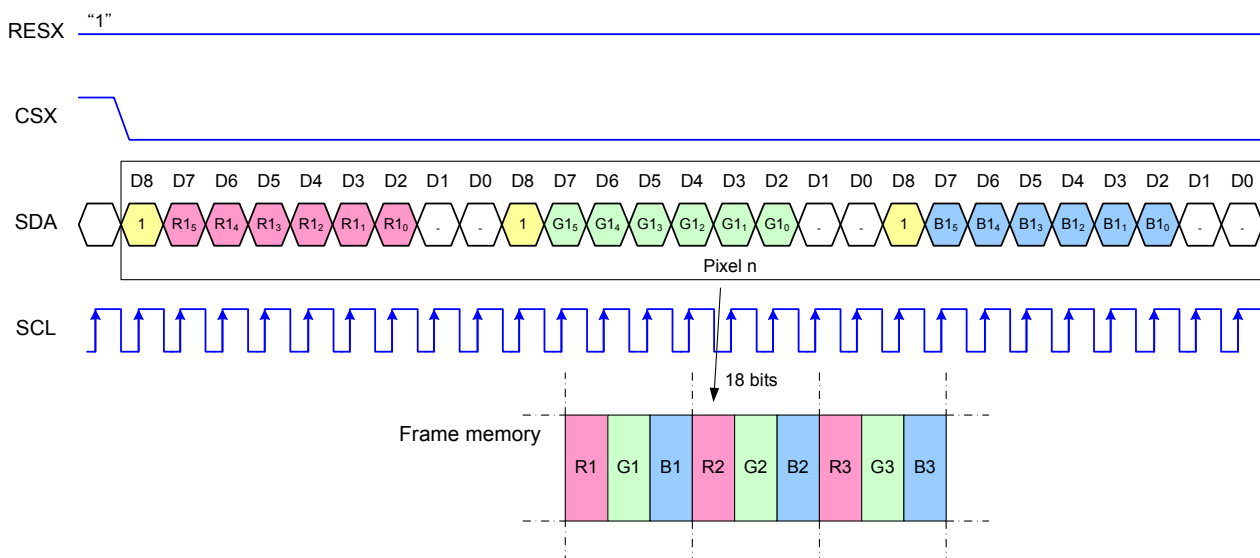 RESX “1”
CSX
D8 D7 D6 D5 D4 D3 D2 D1 D0 D8 D7 D6 D5 D4 D3 D2 D1 D0 D8 D7 D6 D5 D4 D3 D2 D1 D0
SDA 1 R1₅ R1₄ R1₃ R1₂ R1₁ R1₀ - - 1 G1₅ G1₄ G1₃ G1₂ G1₁ G1₀ - - 1 B1₅ B1₄ B1₃ B1₂ B1₁ B1₀ - -
Pixel n
SCL
18 bits
Frame memory
R1 G1 B1 R2 G2 B2 R3 G3 B3